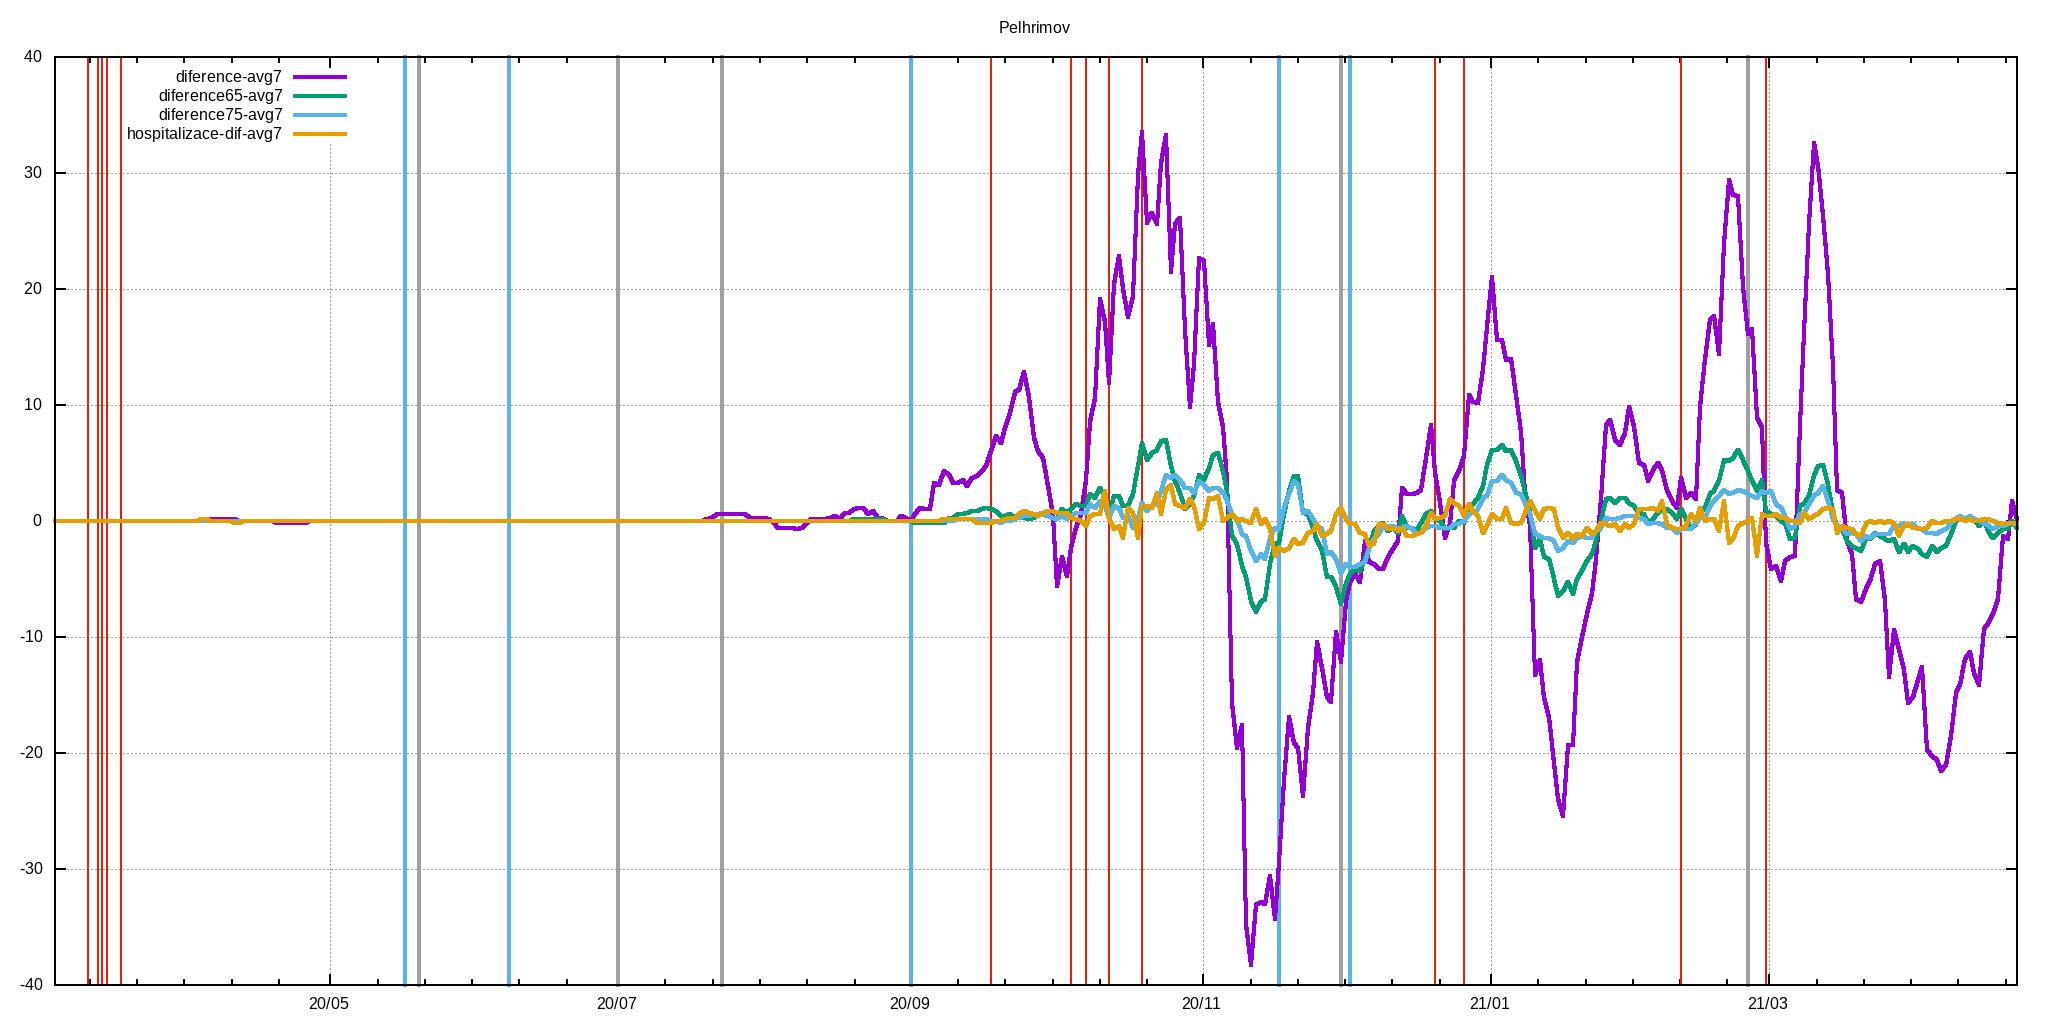 Pelhrimov
40
30
20
10
0
-10
-20
-30
-40
diference-avg7
diference65-avg7
diference75-avg7
hospitalizace-dif-avg7
20/05 20/07 20/09 20/11 21/01 21/03